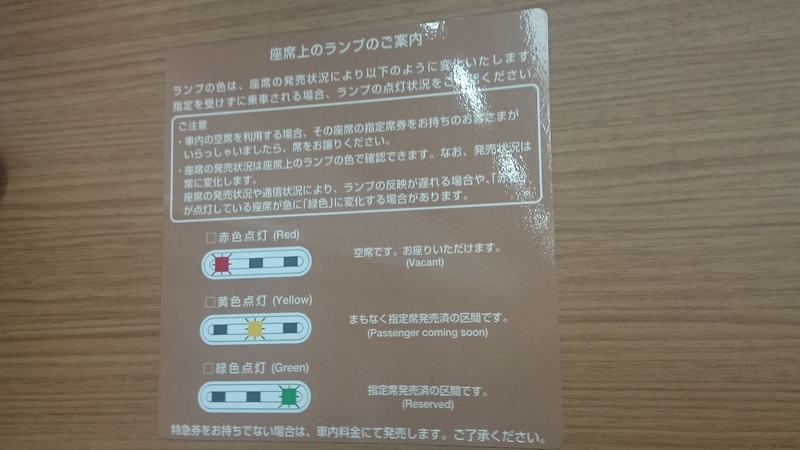 座席上のランプのご案内
ランプの色は、座席の発売状況により以下のように変化いたします。
指定を受けずに乗車される場合、ランプの点灯状況をご確認ください。
ご注意
・車内の空席を利用する場合、その座席の指定席券をお持ちのお客さまが
いらっしゃいましたら、席をお譲りください。
・座席の発売状況は座席上のランプの色で確認できます。なお、発売状況は
常に変化します。
座席の発売状況や通信状況により、ランプの反映が遅れる場合や、「赤色」
が点灯している座席が急に「緑色」に変化する場合があります。
□赤色点灯 (Red)
空席です。お座りいただけます。
(Vacant)
□黄色点灯 (Yellow)
まもなく指定席発売済の区間です。
(Passenger coming soon)
□緑色点灯 (Green)
指定席発売済の区間です。
(Reserved)
特急券をお持ちでない場合は、車内料金にて発売します。ご了承ください。